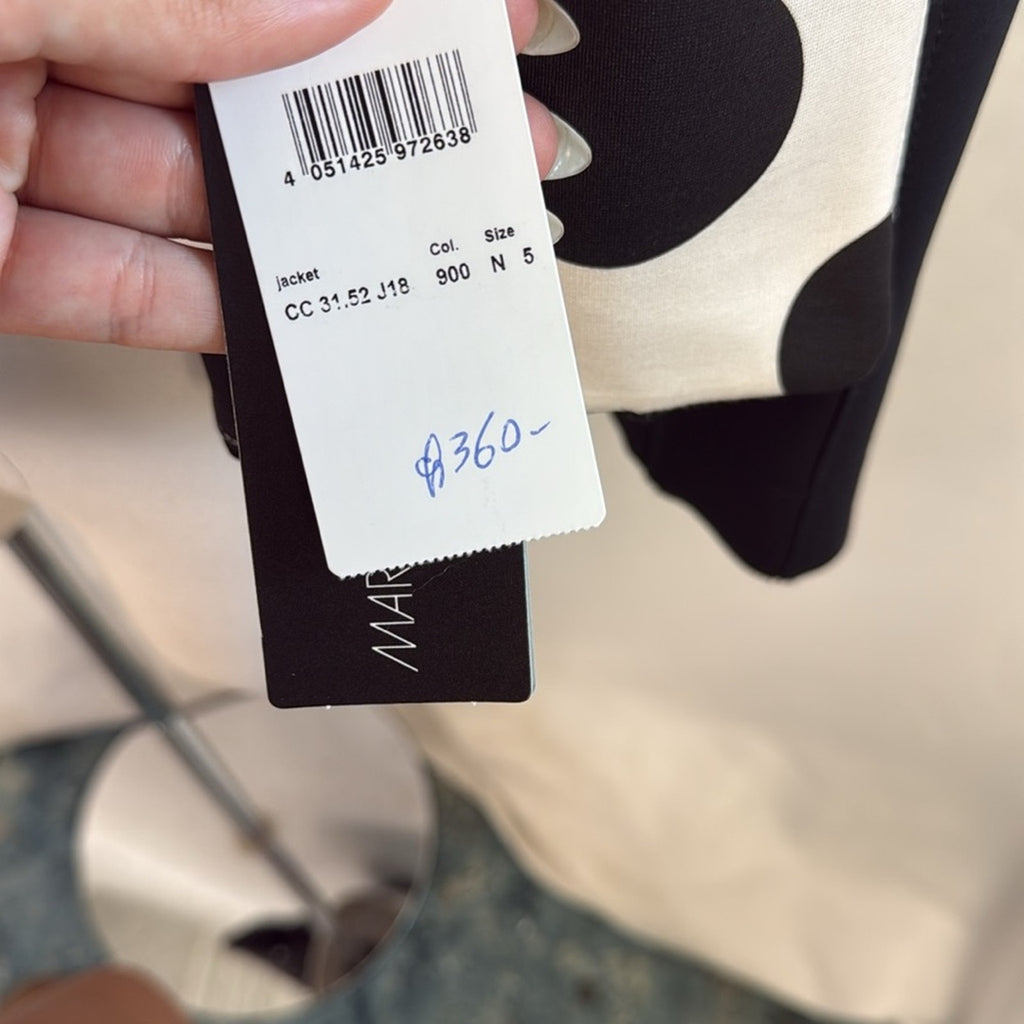 4 051425 972638
jacket Col. Size
CC 31.52 J18 900 N 5
$360-
MAR